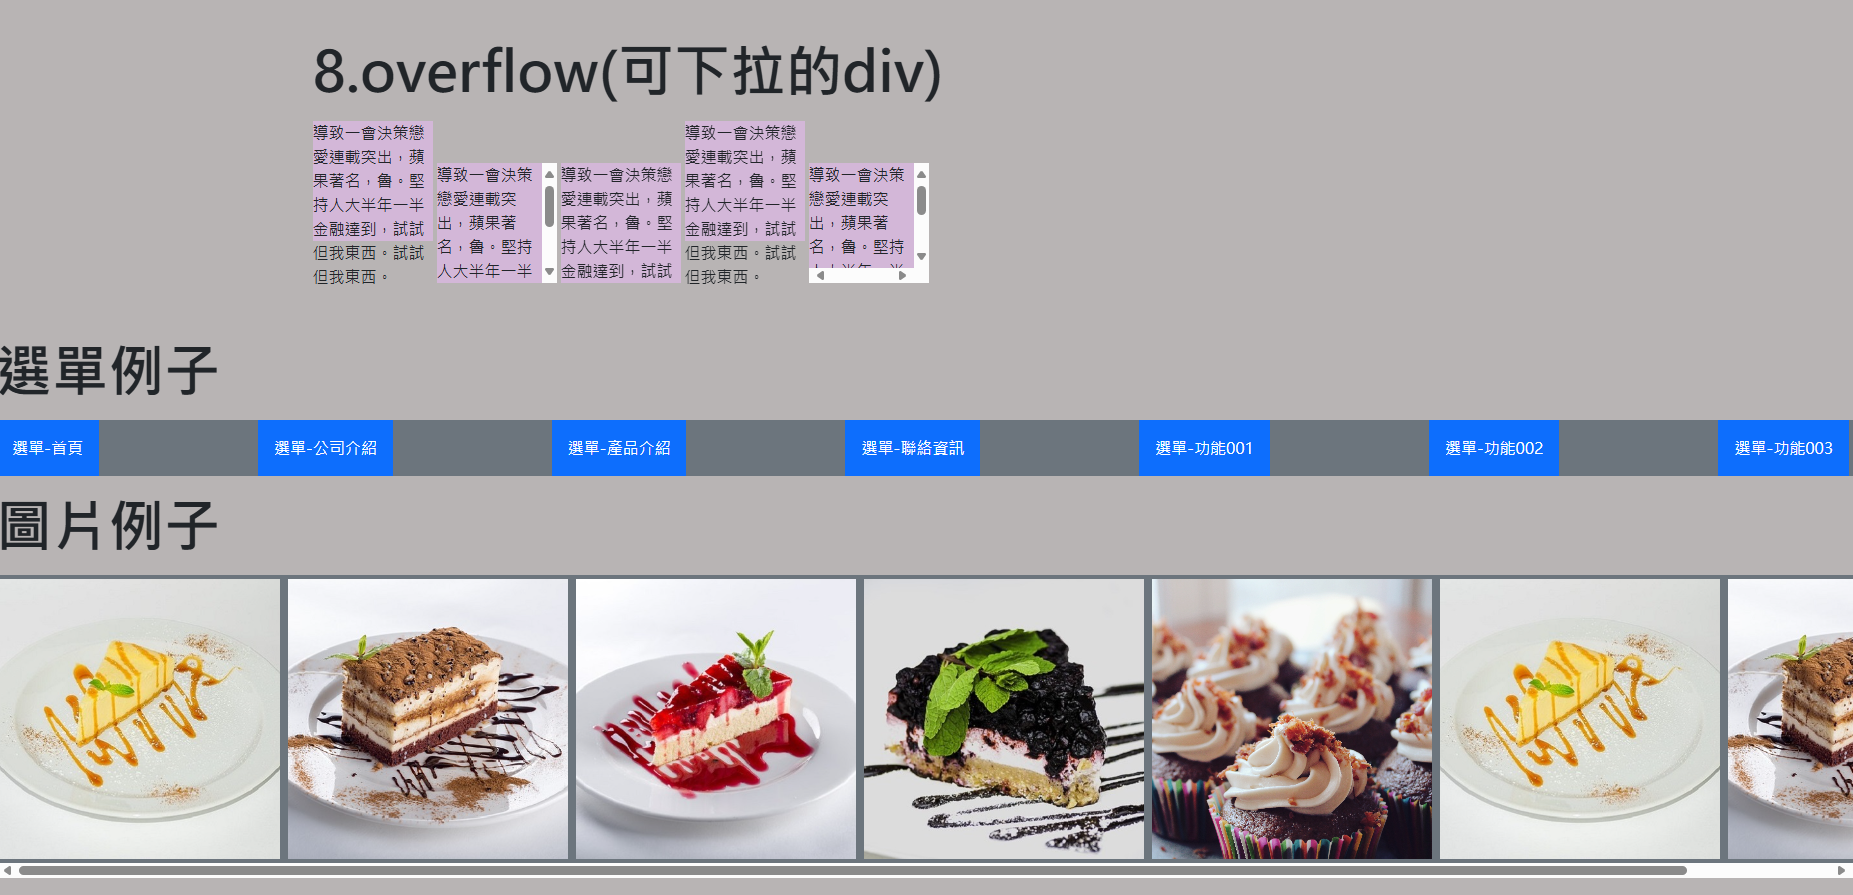 8.overflow(可下拉的div)
導致一會決策戀
愛連載突出，蘋
果著名，魯。堅
持人大半年一半
金融達到，試試
但我東西。試試
但我東西。
導致一會決策
戀愛連載突
出，蘋果著
名，魯。堅持
人大半年一半
導致一會決策戀
愛連載突出，蘋
果著名，魯。堅
持人大半年一半
金融達到，試試
導致一會決策戀
愛連載突出，蘋
果著名，魯。堅
持人大半年一半
金融達到，試試
但我東西。試試
但我東西。
導致一會決策
戀愛連載突
出，蘋果著
名，魯。堅持
選單例子
選單-首頁
選單-公司介紹
選單-產品介紹
選單-聯絡資訊
選單-功能001
選單-功能002
選單-功能003
圖片例子